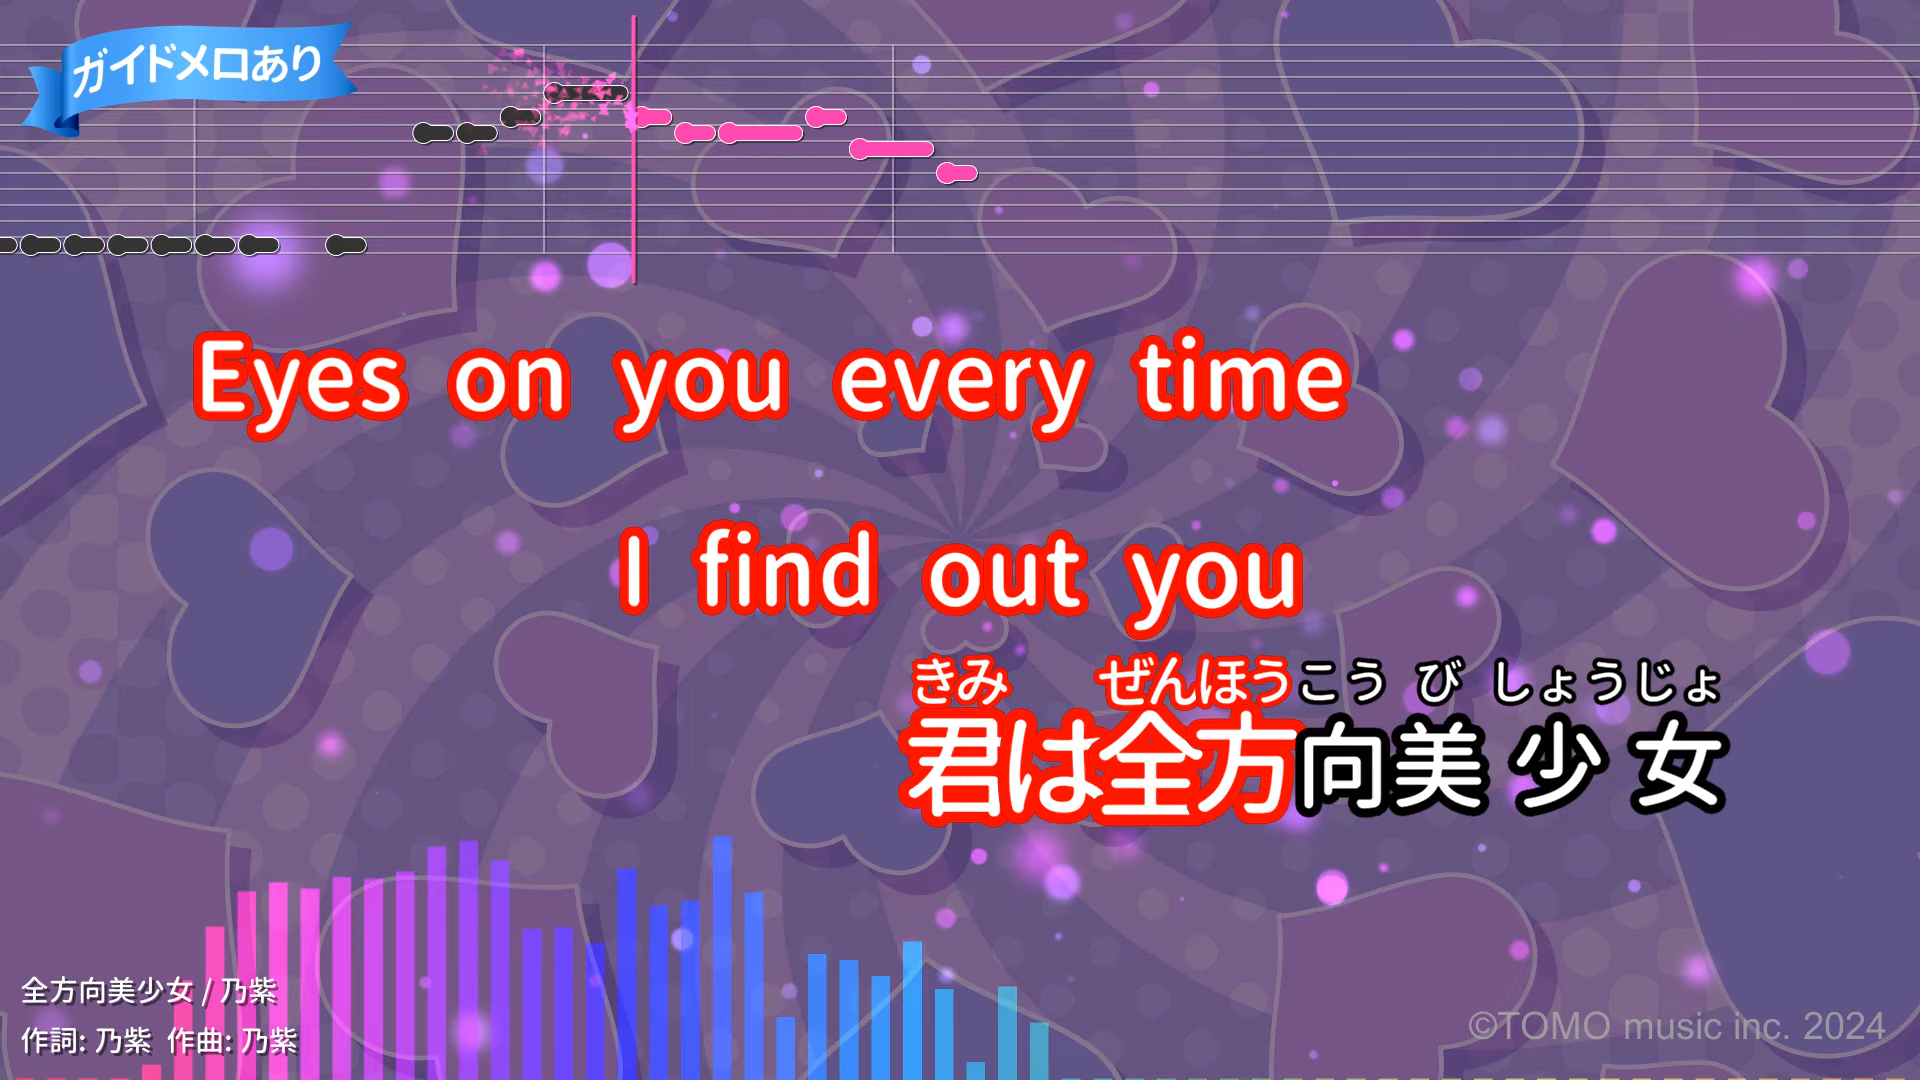 ガイドメロあり
Eyes on you every time
I find out you
きみ ぜんほうこう び しょうじょ
君は全方向美少女
全方向美少女 / 乃紫
作詞: 乃紫 作曲: 乃紫
©TOMO music inc. 2024